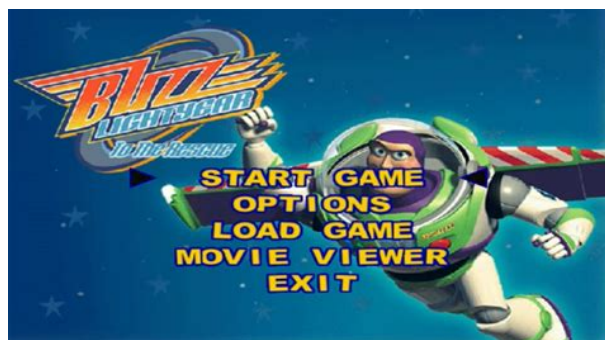 BUZZ
LIGHTYEAR
To The Rescue
START GAME
OPTIONS
LOAD GAME
MOVIE VIEWER
EXIT